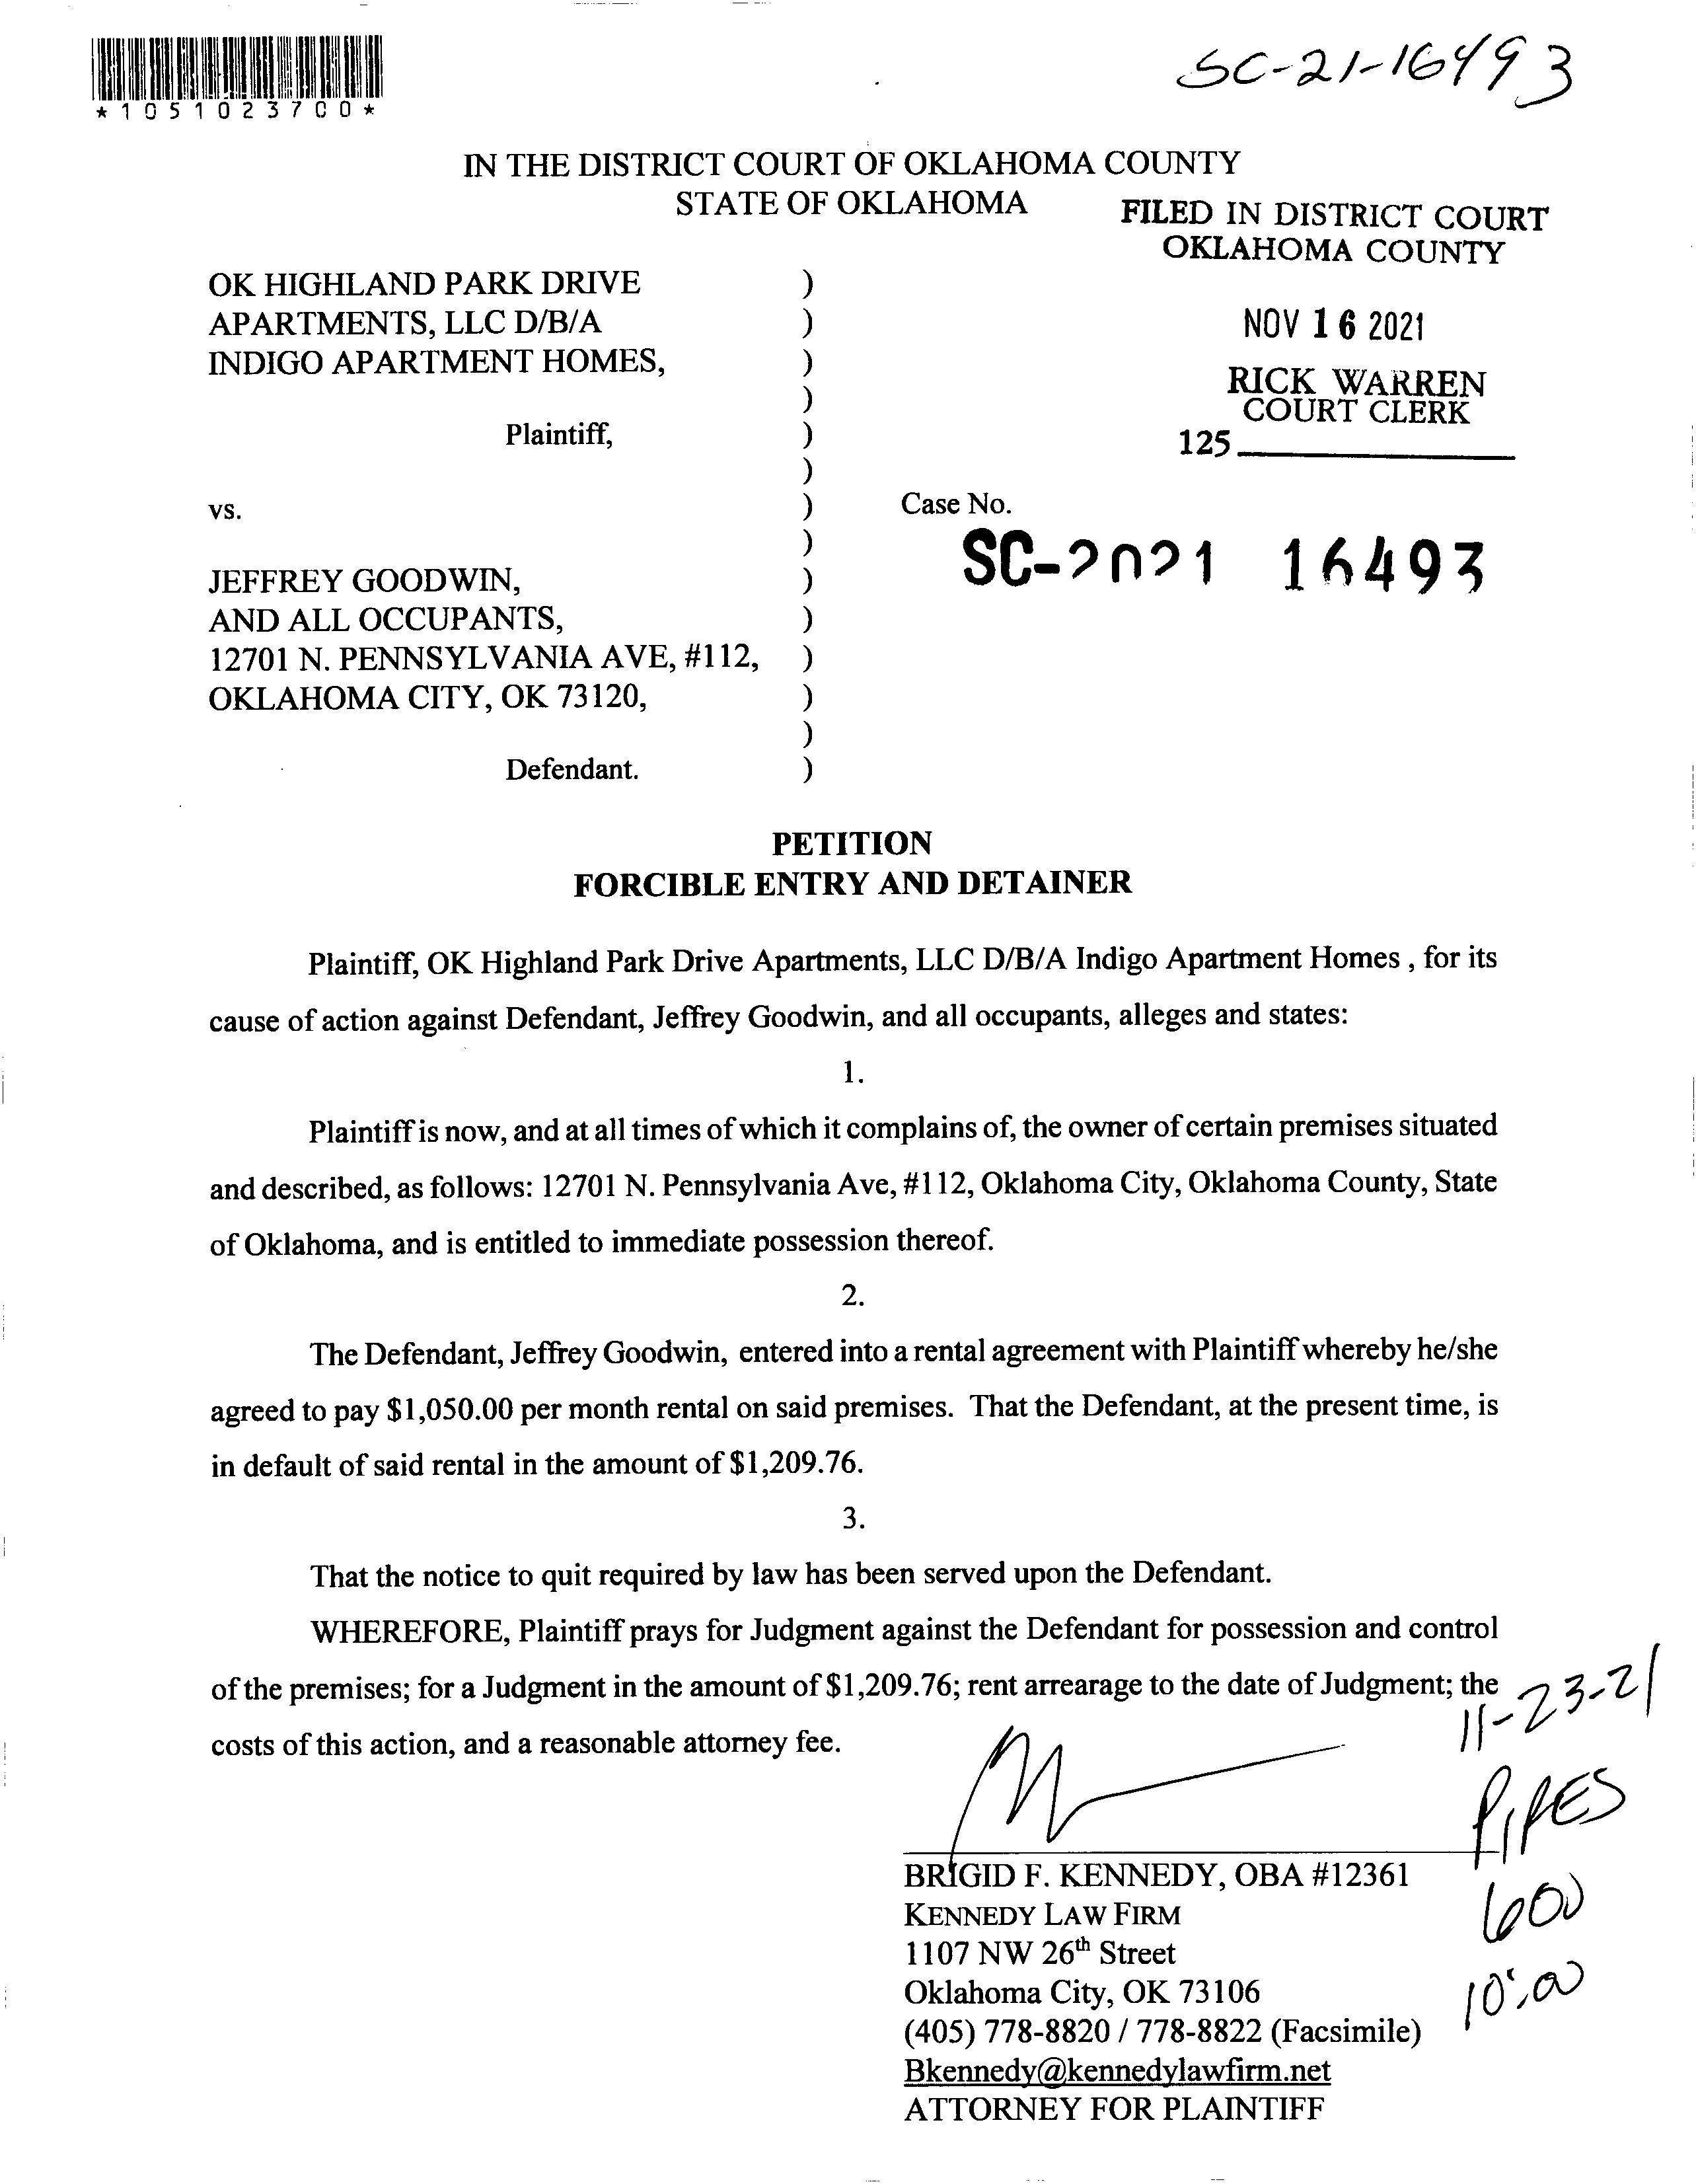 SC-21-16493
*1051023700*
IN THE DISTRICT COURT OF OKLAHOMA COUNTY
STATE OF OKLAHOMA
FILED IN DISTRICT COURT
OKLAHOMA COUNTY
NOV 16 2021
RICK WARREN
COURT CLERK
125
OK HIGHLAND PARK DRIVE )
APARTMENTS, LLC D/B/A )
INDIGO APARTMENT HOMES, )
)
Plaintiff, )
)
vs. ) Case No.
) SC-2021 16493
JEFFREY GOODWIN, )
AND ALL OCCUPANTS, )
12701 N. PENNSYLVANIA AVE, #112, )
OKLAHOMA CITY, OK 73120, )
)
Defendant. )
PETITION
FORCIBLE ENTRY AND DETAINER
Plaintiff, OK Highland Park Drive Apartments, LLC D/B/A Indigo Apartment Homes , for its
cause of action against Defendant, Jeffrey Goodwin, and all occupants, alleges and states:
1.
Plaintiff is now, and at all times of which it complains of, the owner of certain premises situated
and described, as follows: 12701 N. Pennsylvania Ave, #112, Oklahoma City, Oklahoma County, State
of Oklahoma, and is entitled to immediate possession thereof.
2.
The Defendant, Jeffrey Goodwin, entered into a rental agreement with Plaintiff whereby he/she
agreed to pay $1,050.00 per month rental on said premises. That the Defendant, at the present time, is
in default of said rental in the amount of $1,209.76.
3.
That the notice to quit required by law has been served upon the Defendant.
WHEREFORE, Plaintiff prays for Judgment against the Defendant for possession and control
of the premises; for a Judgment in the amount of $1,209.76; rent arrearage to the date of Judgment; the
costs of this action, and a reasonable attorney fee.
11-23-21
PIPES
600
10:00
BRIGID F. KENNEDY, OBA #12361
KENNEDY LAW FIRM
1107 NW 26th Street
Oklahoma City, OK 73106
(405) 778-8820 / 778-8822 (Facsimile)
Bkennedy@kennedylawfirm.net
ATTORNEY FOR PLAINTIFF